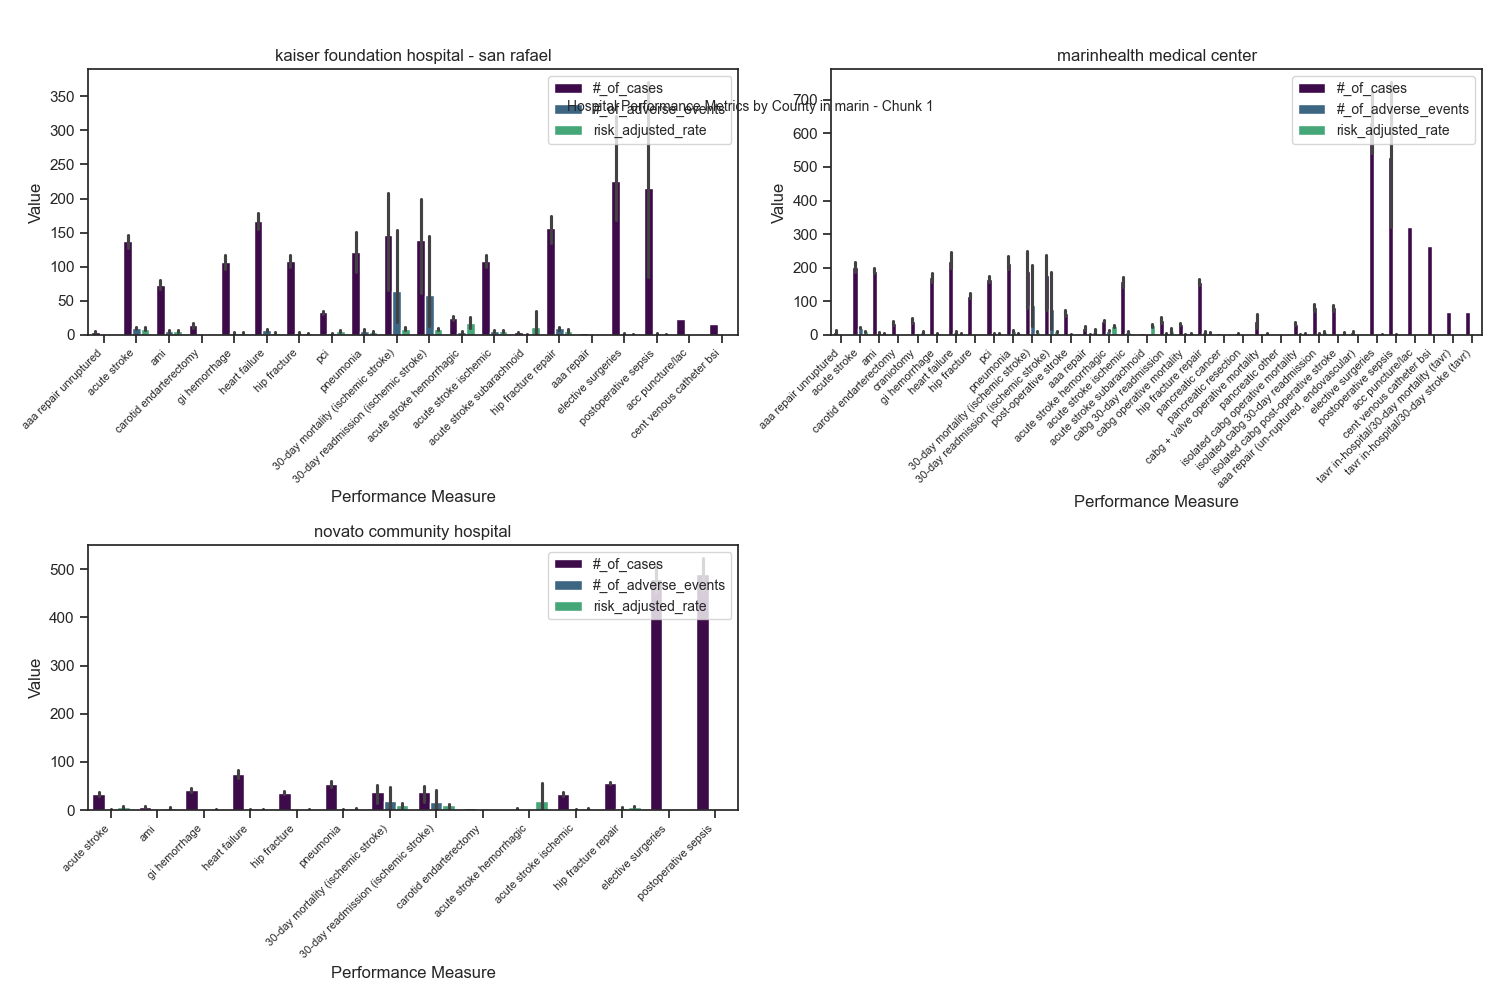 kaiser foundation hospital - san rafael
marinhealth medical center
Hospital Performance Metrics by County in marin - Chunk 1
#_of_cases
#_of_adverse_events
risk_adjusted_rate
Value
350
300
250
200
150
100
50
0
aaa repair unruptured
acute stroke
ami
carotid endarterectomy
gi hemorrhage
heart failure
hip fracture
pci
pneumonia
30-day mortality (ischemic stroke)
30-day readmission (ischemic stroke)
acute stroke hemorrhagic
acute stroke ischemic
acute stroke subarachnoid
hip fracture repair
aaa repair
elective surgeries
postoperative sepsis
acc puncture/lac
cent venous catheter bsi
Performance Measure
#_of_cases
#_of_adverse_events
risk_adjusted_rate
Value
700
600
500
400
300
200
100
0
aaa repair unruptured
acute stroke
ami
carotid endarterectomy
craniotomy
gi hemorrhage
heart failure
hip fracture
pci
pneumonia
30-day mortality (ischemic stroke)
30-day readmission (ischemic stroke)
post-operative stroke
aaa repair
acute stroke hemorrhagic
acute stroke ischemic
acute stroke subarachnoid
cabg 30-day readmission
cabg operative mortality
hip fracture repair
pancreatic cancer
pancreatic resection
cabg + valve operative mortality
pancreatic other
isolated cabg operative mortality
isolated cabg 30-day readmission
isolated cabg post-operative stroke
aaa repair (un-ruptured, endovascular)
elective surgeries
postoperative sepsis
acc puncture/lac
cent venous catheter bsi
tavr in-hospital/30-day mortality (tavr)
tavr in-hospital/30-day stroke (tavr)
Performance Measure
novato community hospital
#_of_cases
#_of_adverse_events
risk_adjusted_rate
Value
500
400
300
200
100
0
acute stroke
ami
gi hemorrhage
heart failure
hip fracture
pneumonia
30-day mortality (ischemic stroke)
30-day readmission (ischemic stroke)
carotid endarterectomy
acute stroke hemorrhagic
acute stroke ischemic
hip fracture repair
elective surgeries
postoperative sepsis
Performance Measure